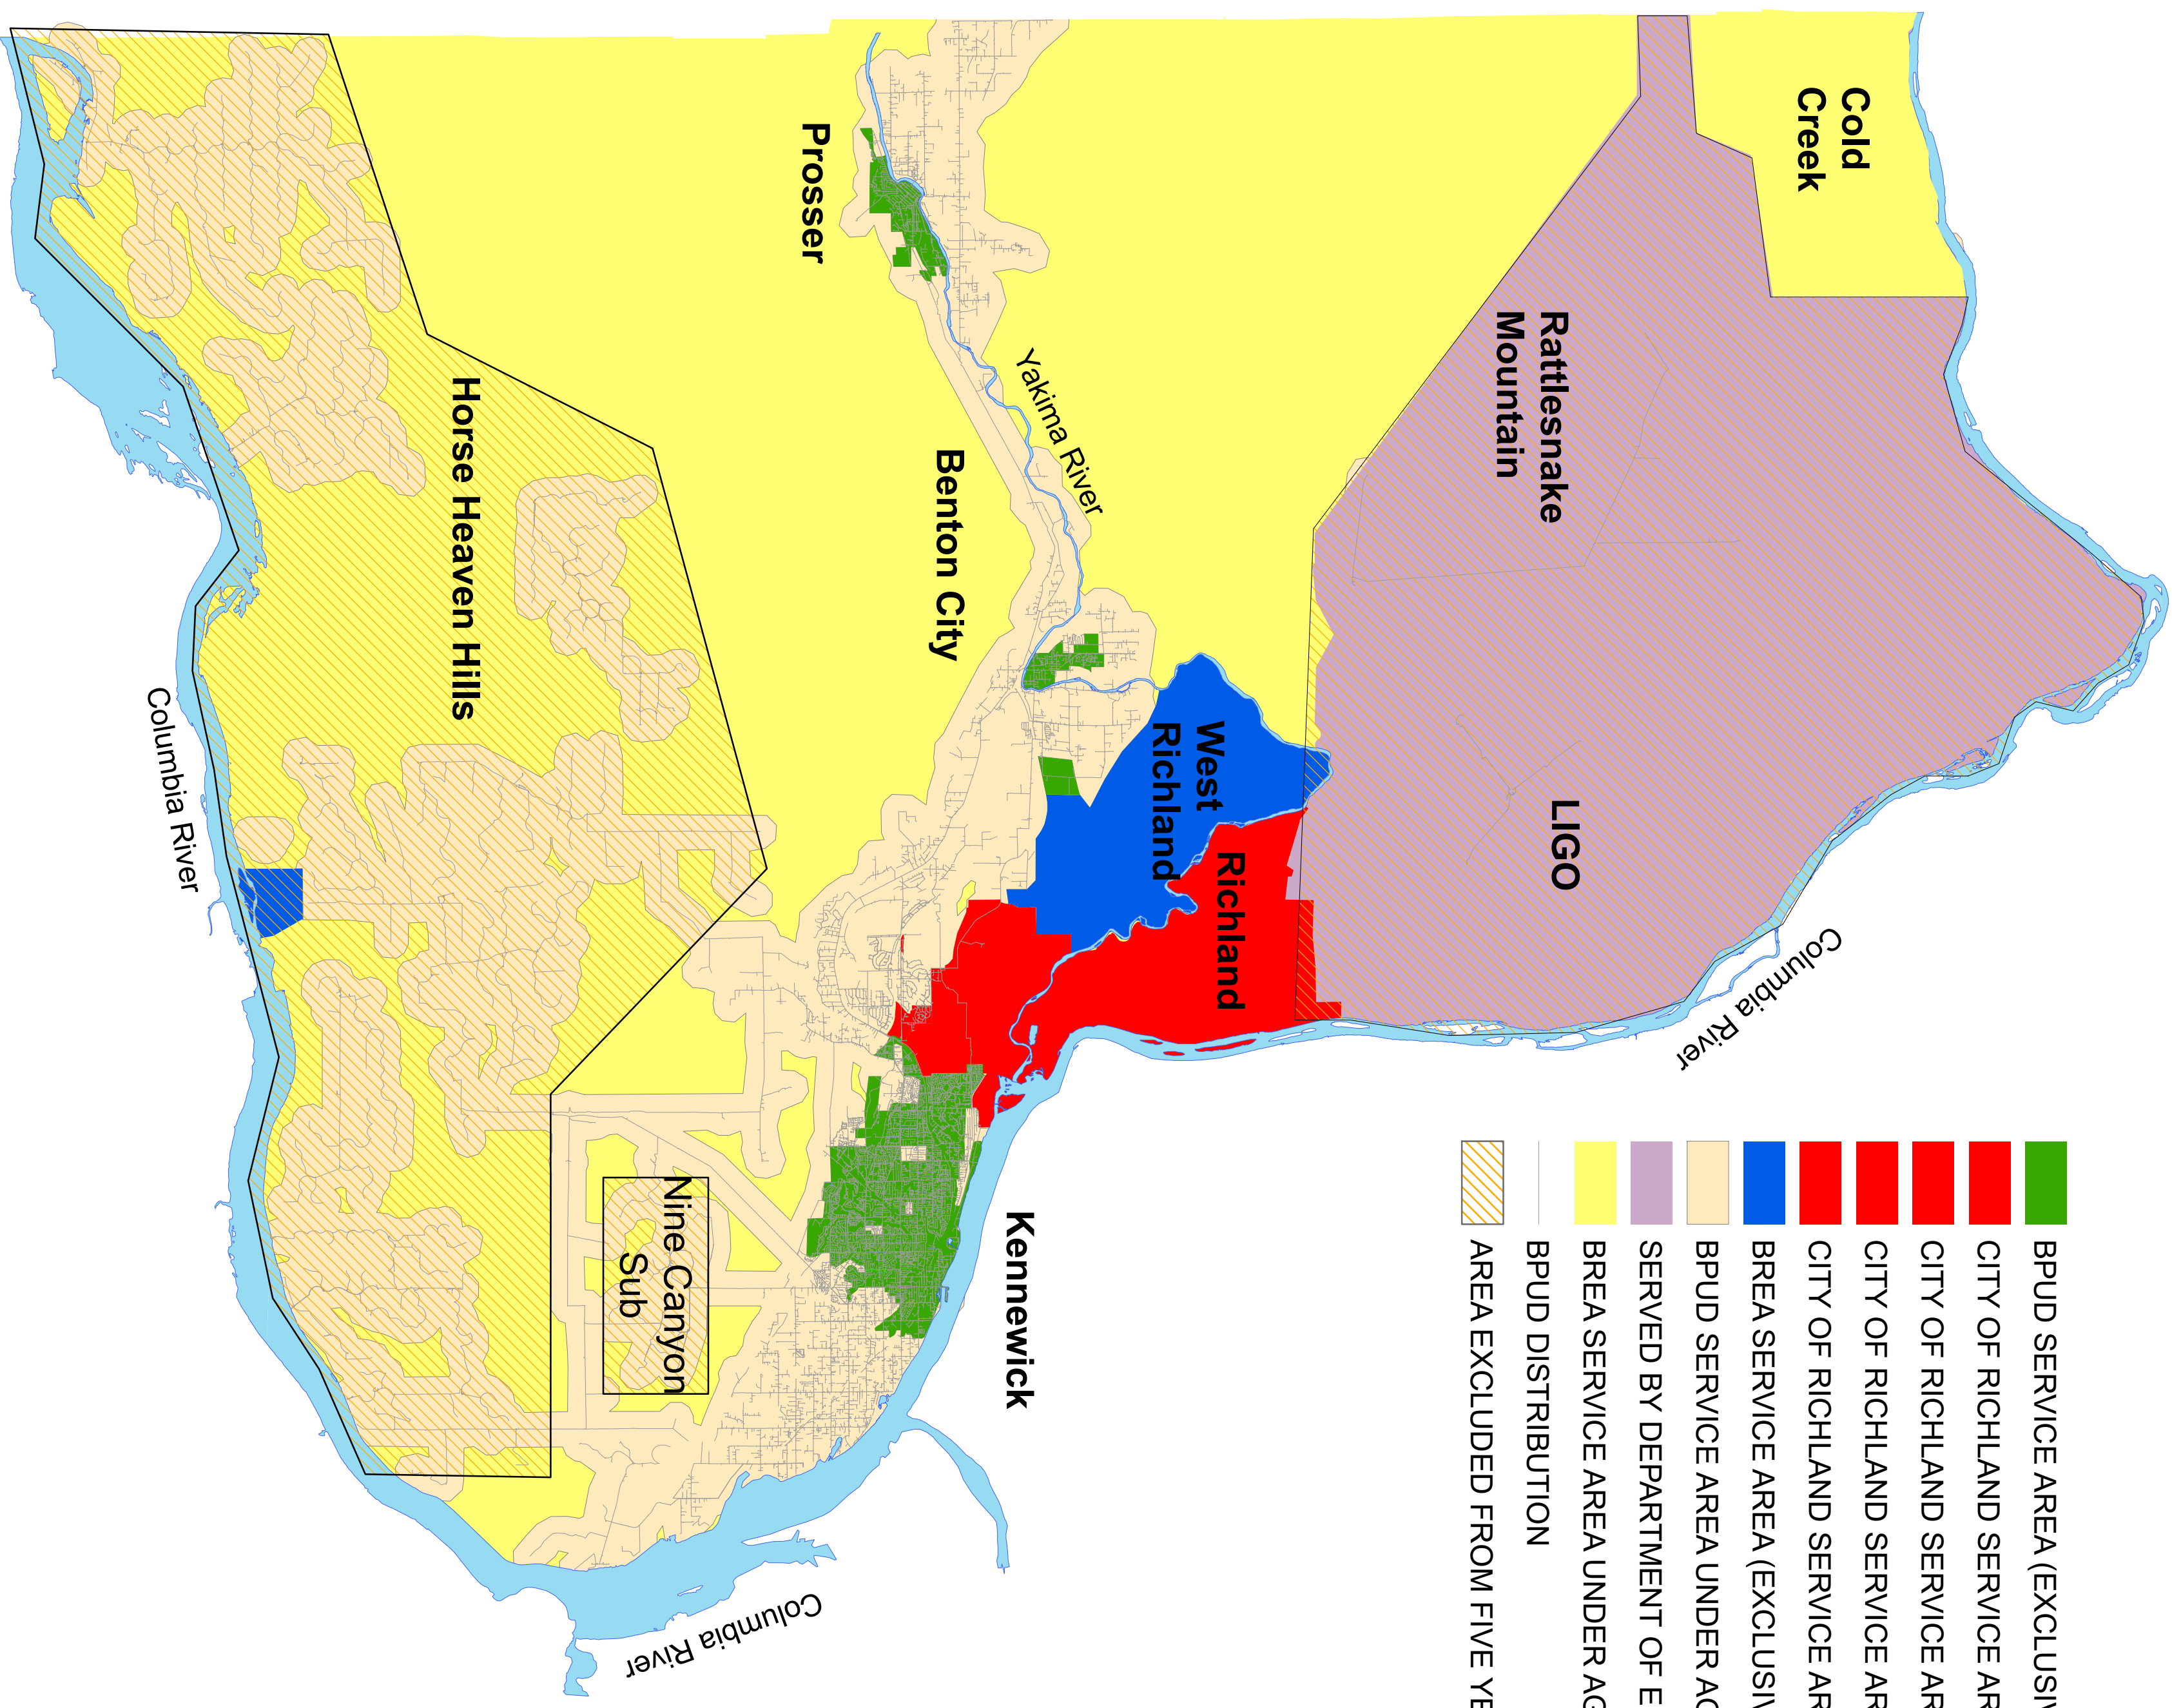 Cold
Creek
Rattlesnake
Mountain
LIGO
Columbia River
West
Richland
Richland
Yakima River
Prosser
Benton City
Kennewick
Horse Heaven Hills
Nine Canyon
Sub
Columbia River
Columbia River
BPUD SERVICE AREA (EXCLUSIV
CITY OF RICHLAND SERVICE AR
CITY OF RICHLAND SERVICE AR
CITY OF RICHLAND SERVICE AR
CITY OF RICHLAND SERVICE AR
BREA SERVICE AREA (EXCLUSIV
BPUD SERVICE AREA UNDER AG
SERVED BY DEPARTMENT OF E
BREA SERVICE AREA UNDER AG
BPUD DISTRIBUTION
AREA EXCLUDED FROM FIVE YE